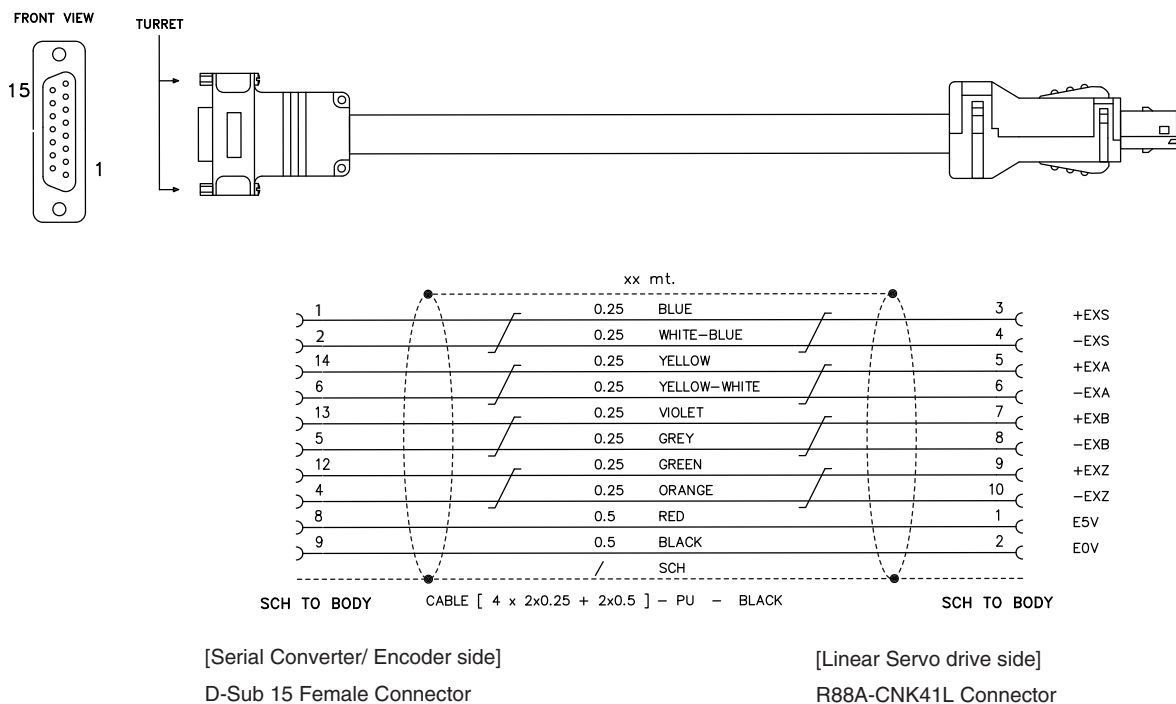 FRONT VIEW
TURRET
15
1
xx mt.
1 0.25 BLUE 3 +EXS
2 0.25 WHITE-BLUE 4 -EXS
14 0.25 YELLOW 5 +EXA
6 0.25 YELLOW-WHITE 6 -EXA
13 0.25 VIOLET 7 +EXB
5 0.25 GREY 8 -EXB
12 0.25 GREEN 9 +EXZ
4 0.25 ORANGE 10 -EXZ
8 0.5 RED 1 E5V
9 0.5 BLACK 2 E0V
/ SCH
SCH TO BODY CABLE [ 4 x 2x0.25 + 2x0.5 ] - PU - BLACK SCH TO BODY
[Serial Converter/ Encoder side] [Linear Servo drive side]
D-Sub 15 Female Connector R88A-CNK41L Connector